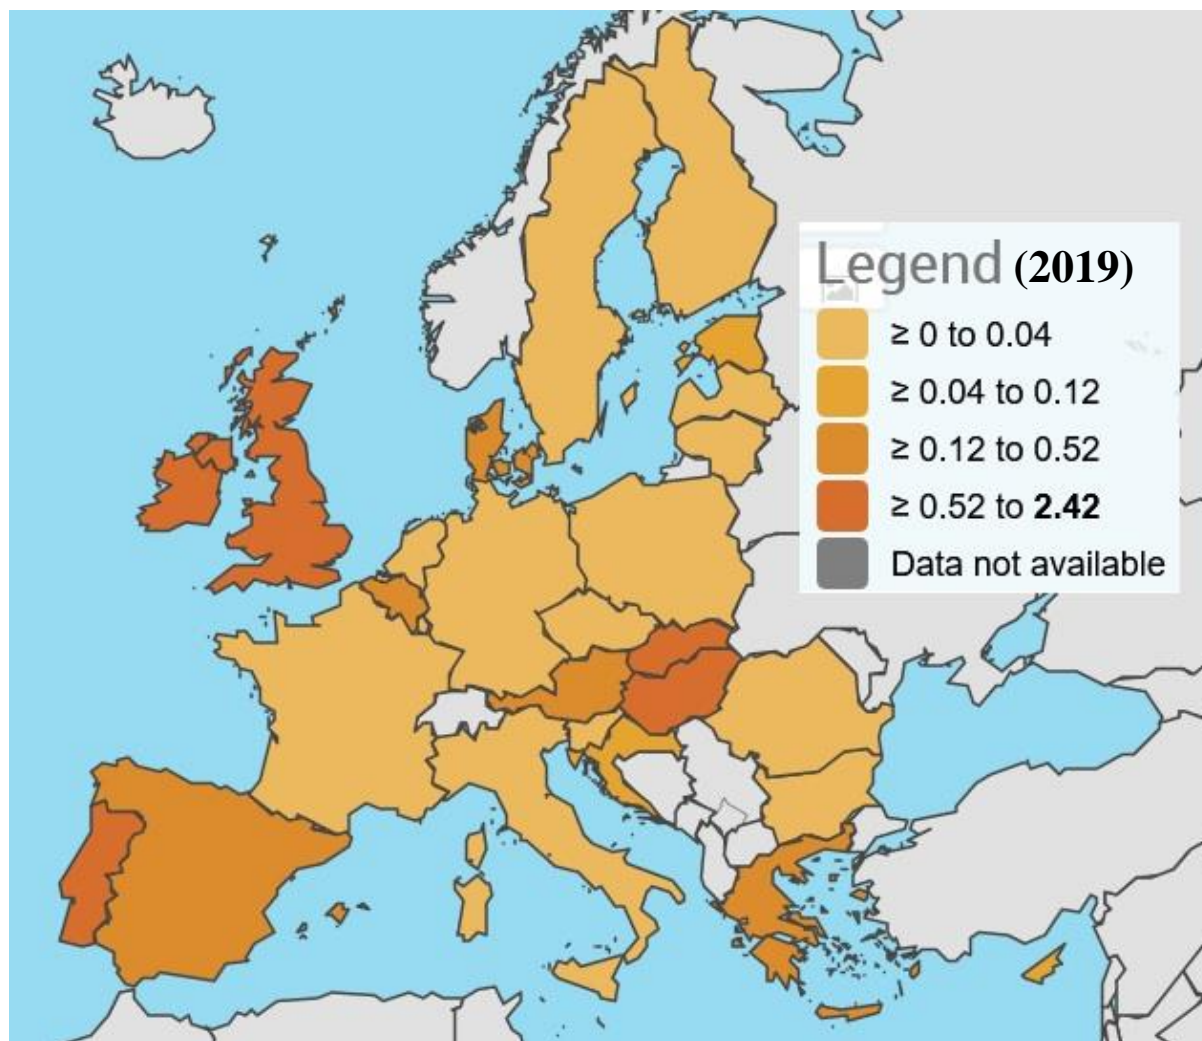 Legend (2019)
≥ 0 to 0.04
≥ 0.04 to 0.12
≥ 0.12 to 0.52
≥ 0.52 to 2.42
Data not available